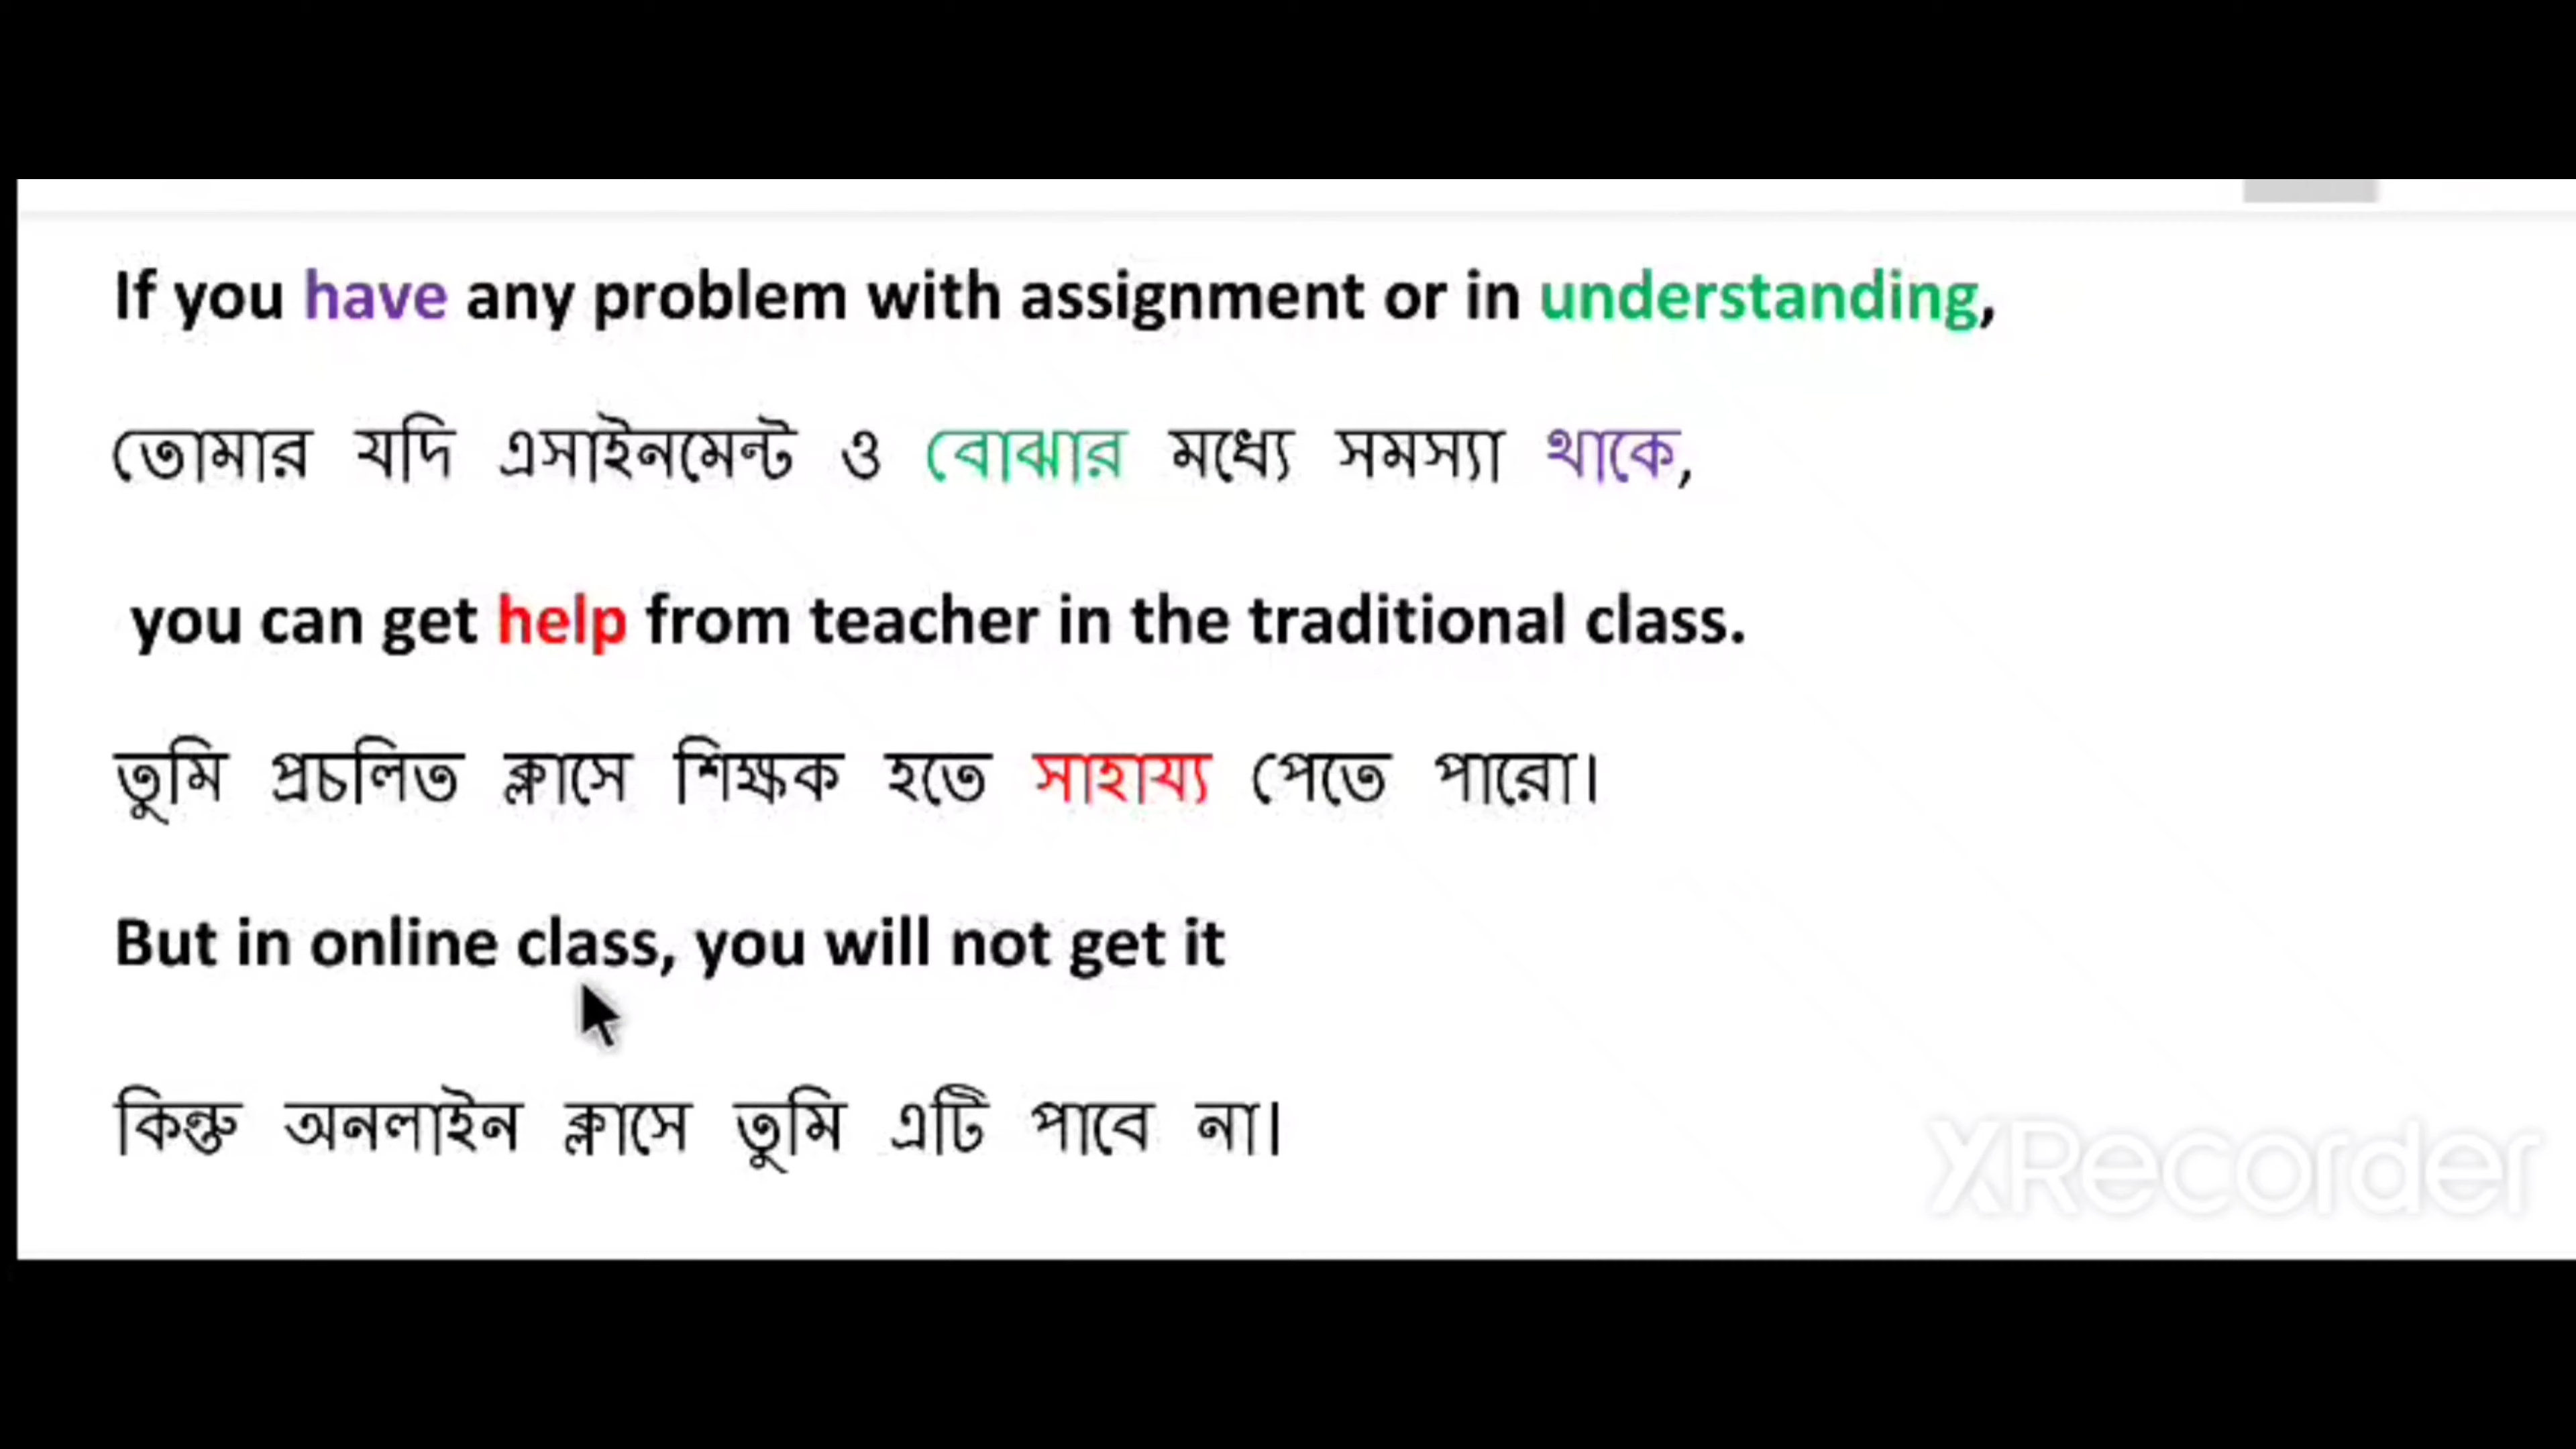 If you have any problem with assignment or in understanding,
তোমার যদি এসাইনমেন্ট ও বোঝার মধ্যে সমস্যা থাকে,
you can get help from teacher in the traditional class.
তুমি প্রচলিত ক্লাসে শিক্ষক হতে সাহায্য পেতে পারো।
But in online class, you will not get it
কিন্তু অনলাইন ক্লাসে তুমি এটি পাবে না।
XRecorder